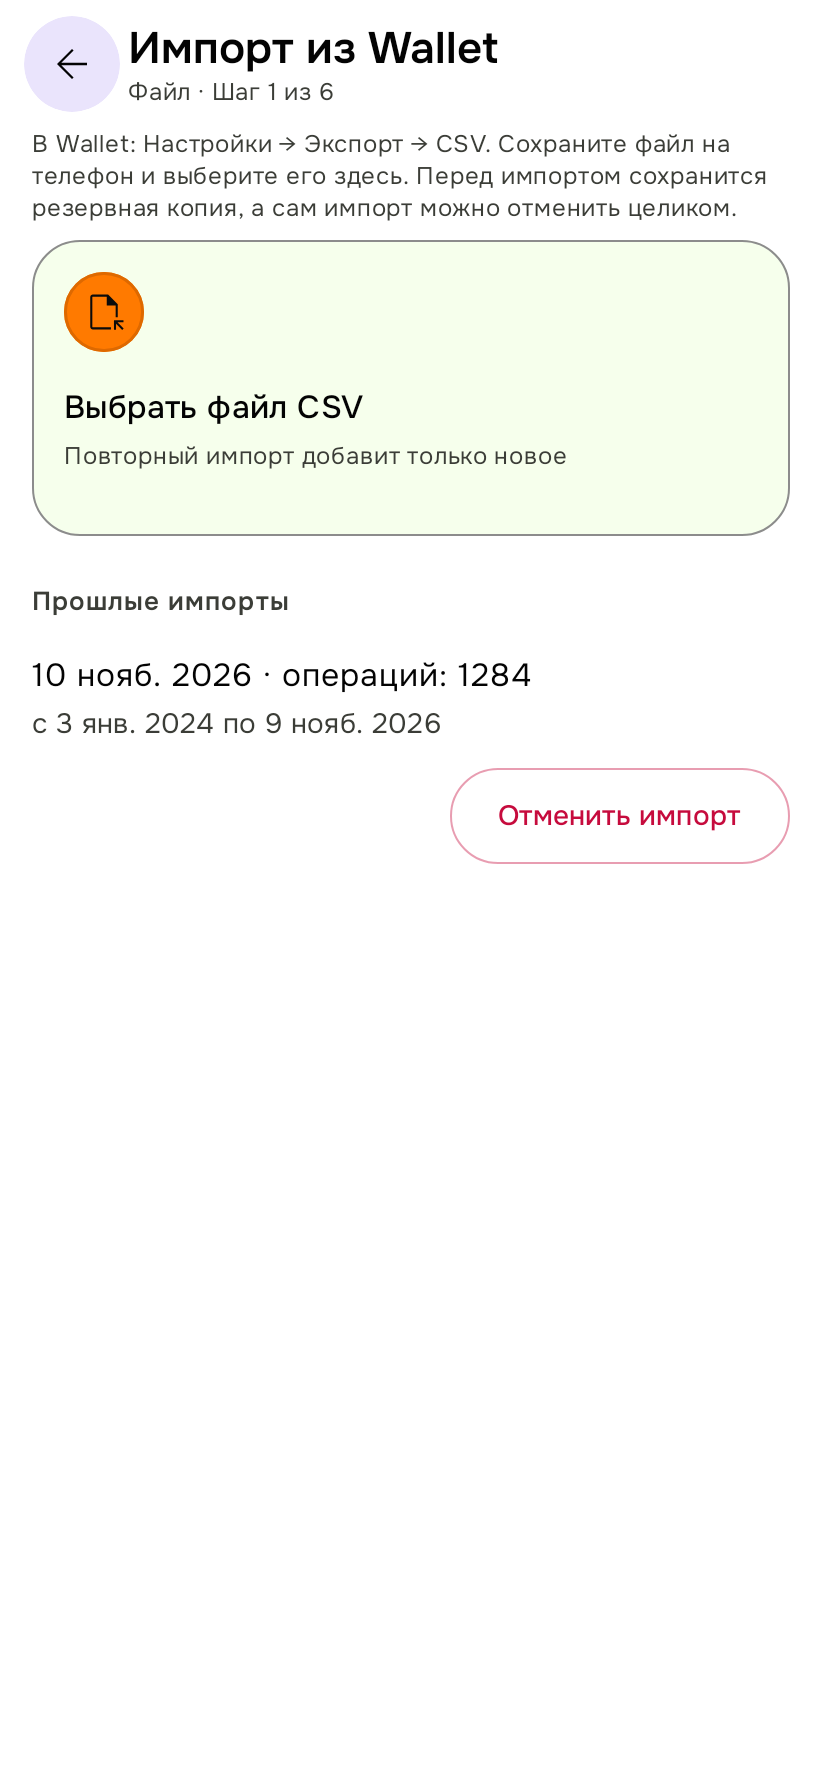 Импорт из Wallet
Файл · Шаг 1 из 6
В Wallet: Настройки → Экспорт → CSV. Сохраните файл на
телефон и выберите его здесь. Перед импортом сохранится
резервная копия, а сам импорт можно отменить целиком.
Выбрать файл CSV
Повторный импорт добавит только новое
Прошлые импорты
10 нояб. 2026 · операций: 1284
с 3 янв. 2024 по 9 нояб. 2026
Отменить импорт